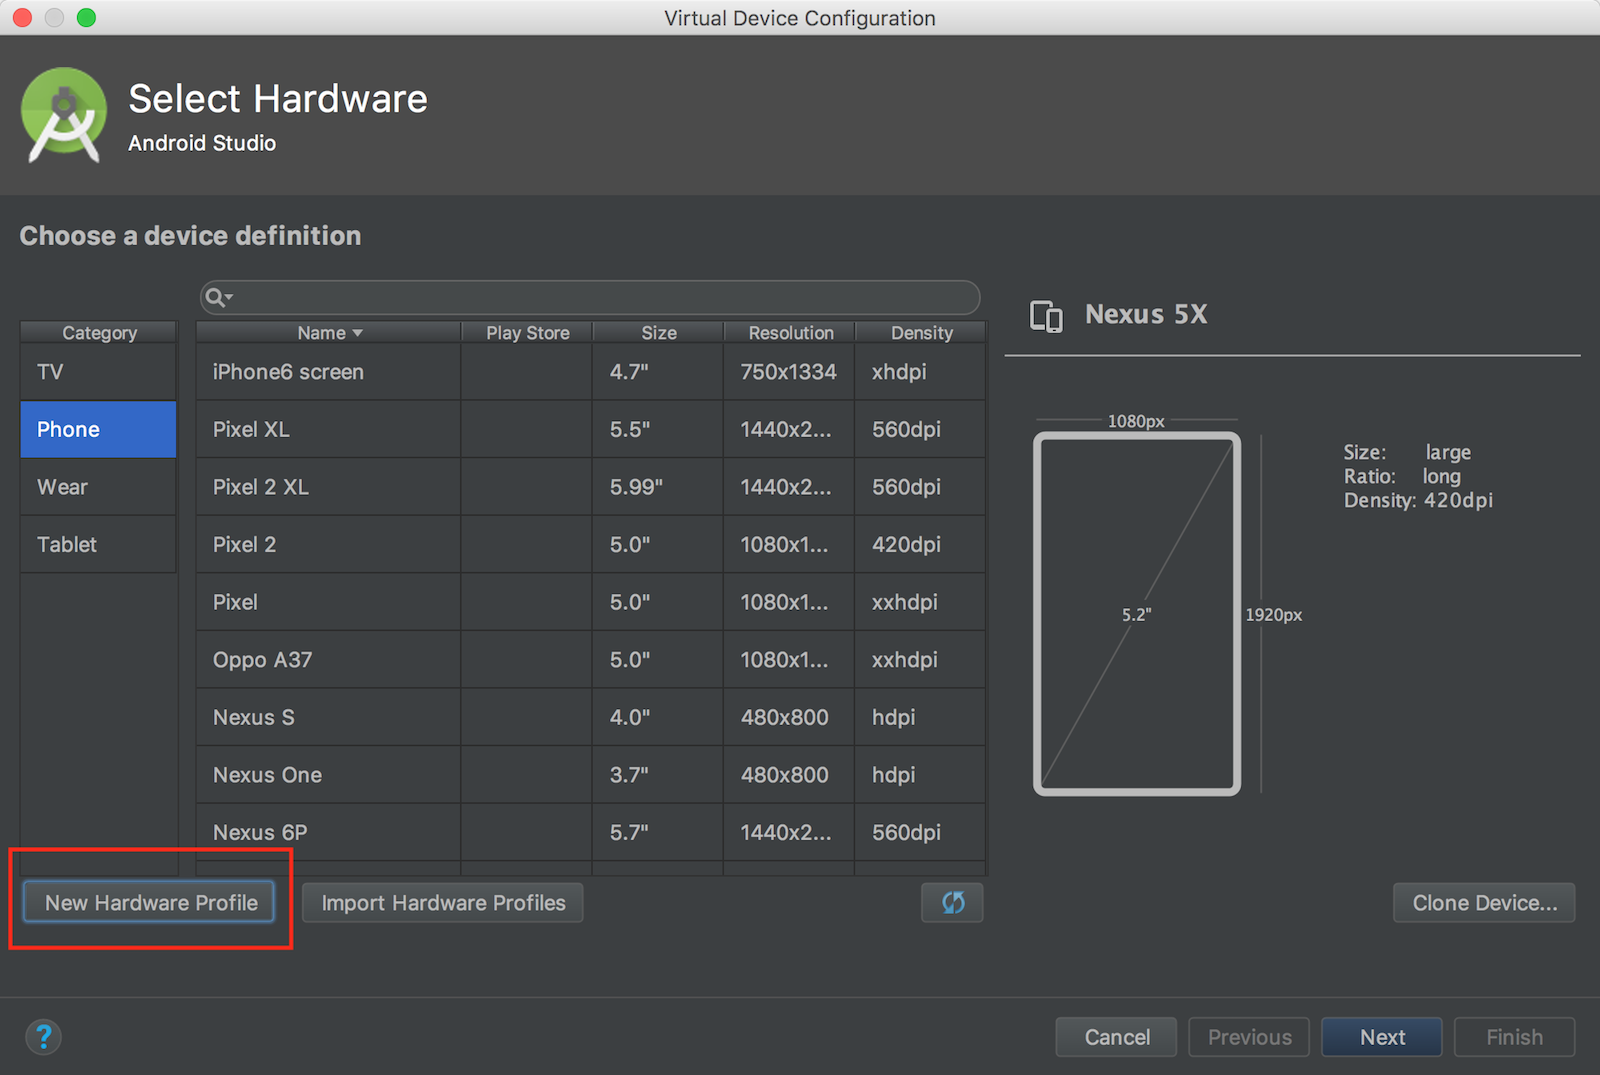 Virtual Device Configuration
Select Hardware
Android Studio
Choose a device definition
Category
TV
Phone
Wear
Tablet
Name Play Store Size Resolution Density
iPhone6 screen 4.7" 750x1334 xhdpi
Pixel XL 5.5" 1440x2... 560dpi
Pixel 2 XL 5.99" 1440x2... 560dpi
Pixel 2 5.0" 1080x1... 420dpi
Pixel 5.0" 1080x1... xxhdpi
Oppo A37 5.0" 1080x1... xxhdpi
Nexus S 4.0" 480x800 hdpi
Nexus One 3.7" 480x800 hdpi
Nexus 6P 5.7" 1440x2... 560dpi
Nexus 5X
1080px
5.2"
1920px
Size: large
Ratio: long
Density: 420dpi
New Hardware Profile Import Hardware Profiles Clone Device...
? Cancel Previous Next Finish